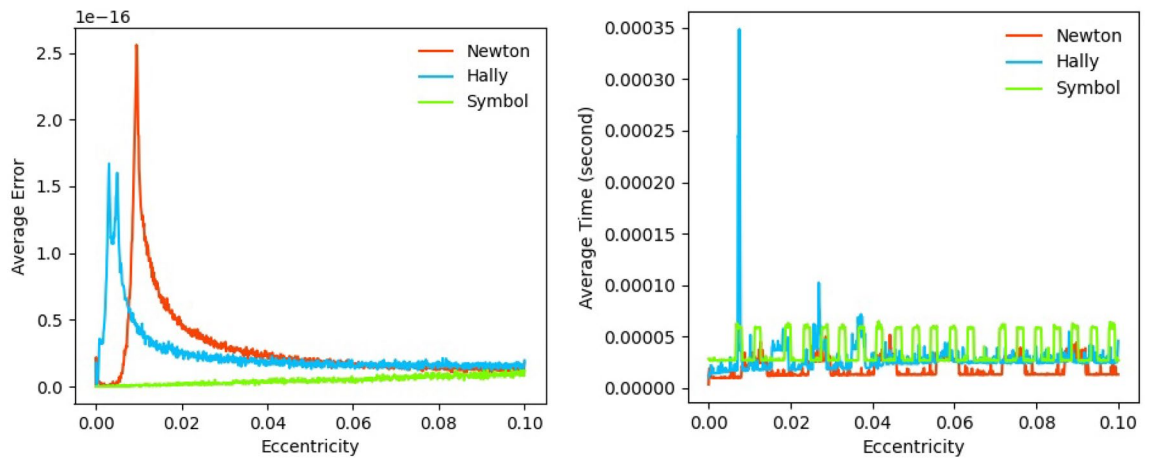 1e−16
2.5
2.0
1.5
1.0
0.5
0.0
Average Error
0.00 0.02 0.04 0.06 0.08 0.10
Eccentricity
Newton
Hally
Symbol
0.00035
0.00030
0.00025
0.00020
0.00015
0.00010
0.00005
0.00000
Average Time (second)
0.00 0.02 0.04 0.06 0.08 0.10
Eccentricity
Newton
Hally
Symbol